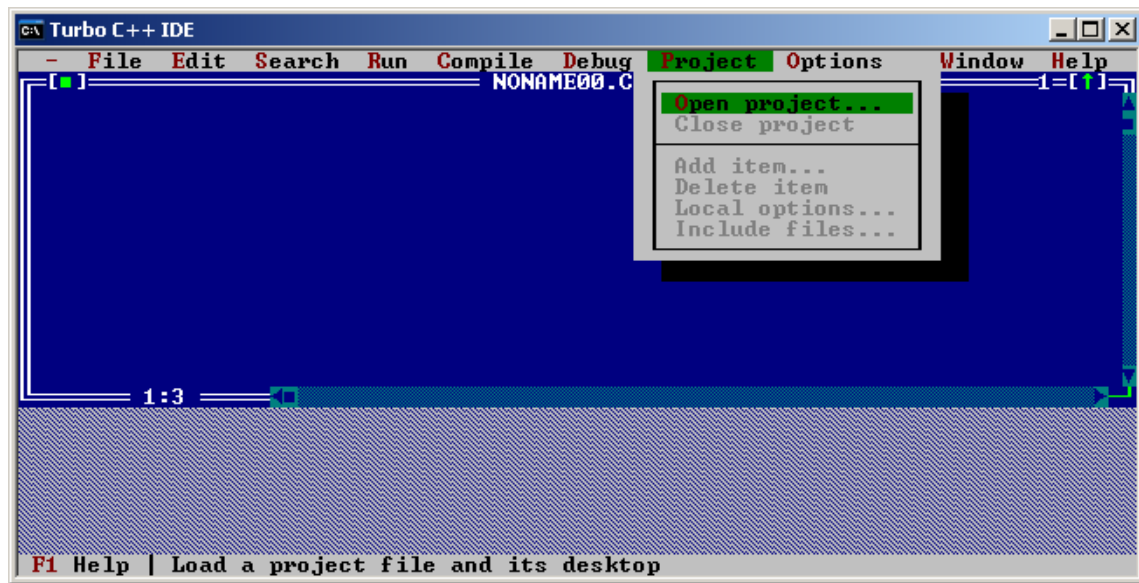 Turbo C++ IDE
- File Edit Search Run Compile Debug Project Options Window Help
[■] NONAME00.C 1=[↑]
Open project...
Close project
Add item...
Delete item
Local options...
Include files...
1:3
F1 Help | Load a project file and its desktop